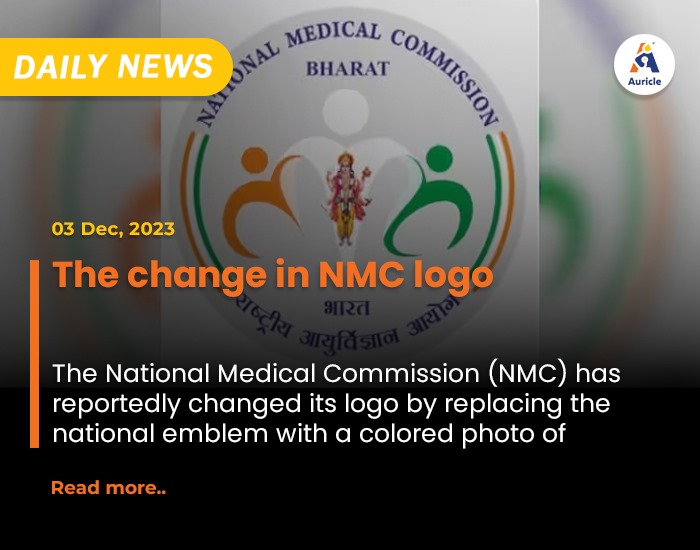 DAILY NEWS
NATIONAL MEDICAL COMMISSION
BHARAT
Auricle
03 Dec, 2023
The change in NMC logo
भारत
राष्ट्रीय आयुर्विज्ञान आयोग
The National Medical Commission (NMC) has
reportedly changed its logo by replacing the
national emblem with a colored photo of
Read more..